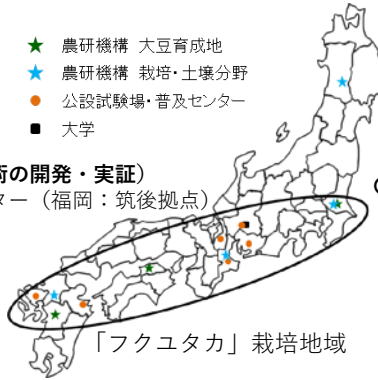 農研機構 大豆育成地
農研機構 栽培・土壌分野
公設試験場・普及センター
大学
術の開発・実証）
ター（福岡：筑後拠点）
「フクユタカ」栽培地域